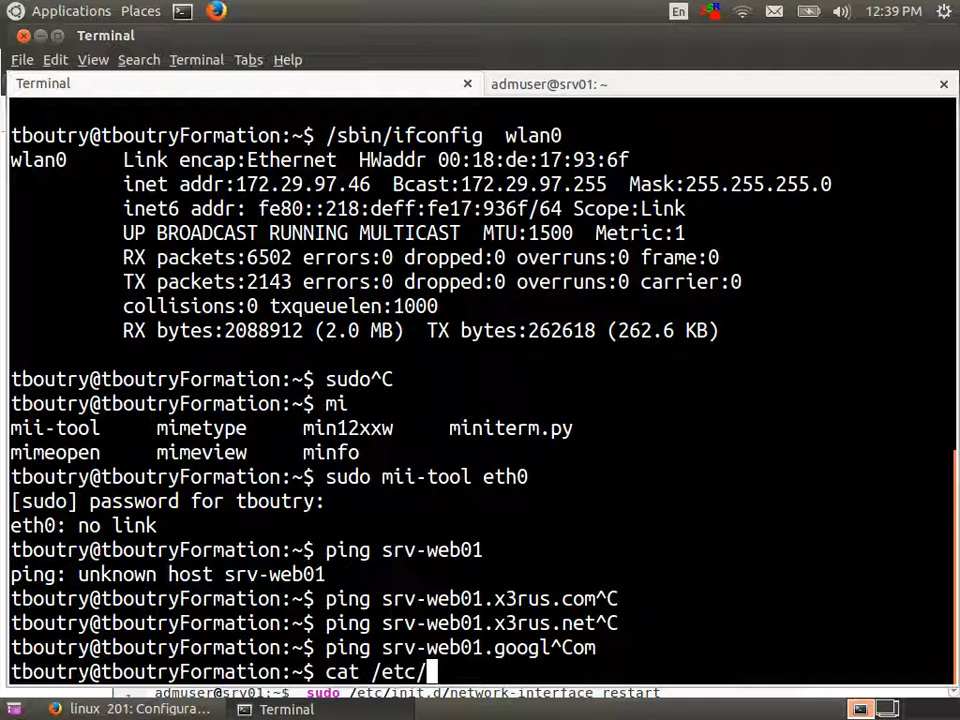 Applications Places En 12:39 PM
Terminal
File Edit View Search Terminal Tabs Help
Terminal × admuser@srv01: ~ ×
tboutry@tboutryFormation:~$ /sbin/ifconfig  wlan0
wlan0     Link encap:Ethernet  HWaddr 00:18:de:17:93:6f
          inet addr:172.29.97.46  Bcast:172.29.97.255  Mask:255.255.255.0
          inet6 addr: fe80::218:deff:fe17:936f/64 Scope:Link
          UP BROADCAST RUNNING MULTICAST  MTU:1500  Metric:1
          RX packets:6502 errors:0 dropped:0 overruns:0 frame:0
          TX packets:2143 errors:0 dropped:0 overruns:0 carrier:0
          collisions:0 txqueuelen:1000
          RX bytes:2088912 (2.0 MB)  TX bytes:262618 (262.6 KB)
tboutry@tboutryFormation:~$ sudo^C
tboutry@tboutryFormation:~$ mi
mii-tool     mimetype     min12xxw     miniterm.py
mimeopen     mimeview     minfo
tboutry@tboutryFormation:~$ sudo mii-tool eth0
[sudo] password for tboutry:
eth0: no link
tboutry@tboutryFormation:~$ ping srv-web01
ping: unknown host srv-web01
tboutry@tboutryFormation:~$ ping srv-web01.x3rus.com^C
tboutry@tboutryFormation:~$ ping srv-web01.x3rus.net^C
tboutry@tboutryFormation:~$ ping srv-web01.googl^Com
tboutry@tboutryFormation:~$ cat /etc/
admuser@srv01:~$ sudo /etc/init.d/network-interface restart
linux_201: Configura... Terminal